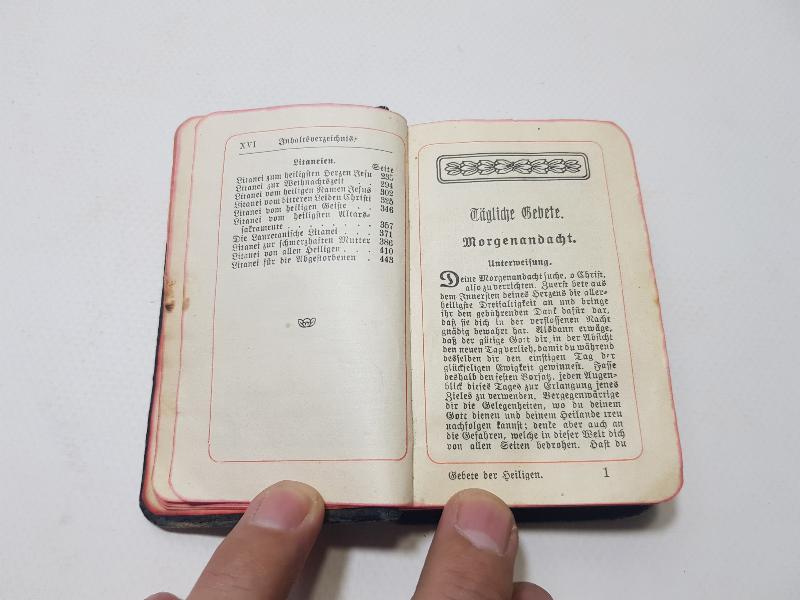 XVI Inhaltsverzeichnis.
Litaneien.
Seite
Litanei zum heiligsten Herzen Jesu 235
Litanei zur Weihnachtszeit . . 294
Litanei vom heiligen Namen Jesus 302
Litanei vom bitteren Leiden Christi 325
Litanei vom heiligen Geiste . . 346
Litanei vom heiligsten Altars-
sakramente . . . . . . . 357
Die Lauretanische Litanei . . . 371
Litanei zur schmerzhaften Mutter 386
Litanei von allen Heiligen . . . 410
Litanei für die Abgestorbenen . 443
Tägliche Gebete.
Morgenandacht.
Unterweisung.
Deine Morgenandacht suche, o Christ,
also zu verrichten. Zuerst bete aus
dem Innersten deines Herzens die aller-
heiligste Dreifaltigkeit an und bringe
ihr den gebührenden Dank dafür dar,
daß sie dich in der verflossenen Nacht
gnädig bewahrt hat. Alsdann erwäge,
daß der gütige Gott dir, in der Absicht
den neuen Tag verlieh, damit du während
desselben dir den einstigen Tag der
glückseligen Ewigkeit gewinnest. Fasse
deshalb den festen Vorsatz, jeden Augen-
blick dieses Tages zur Erlangung jenes
Zieles zu verwenden. Vergegenwärtige
dir die Gelegenheiten, wo du deinem
Gott dienen und deinem Heilande treu
nachfolgen kannst; denke aber auch an
die Gefahren, welche in dieser Welt dich
von allen Seiten bedrohen. Hast du
Gebete der Heiligen. 1